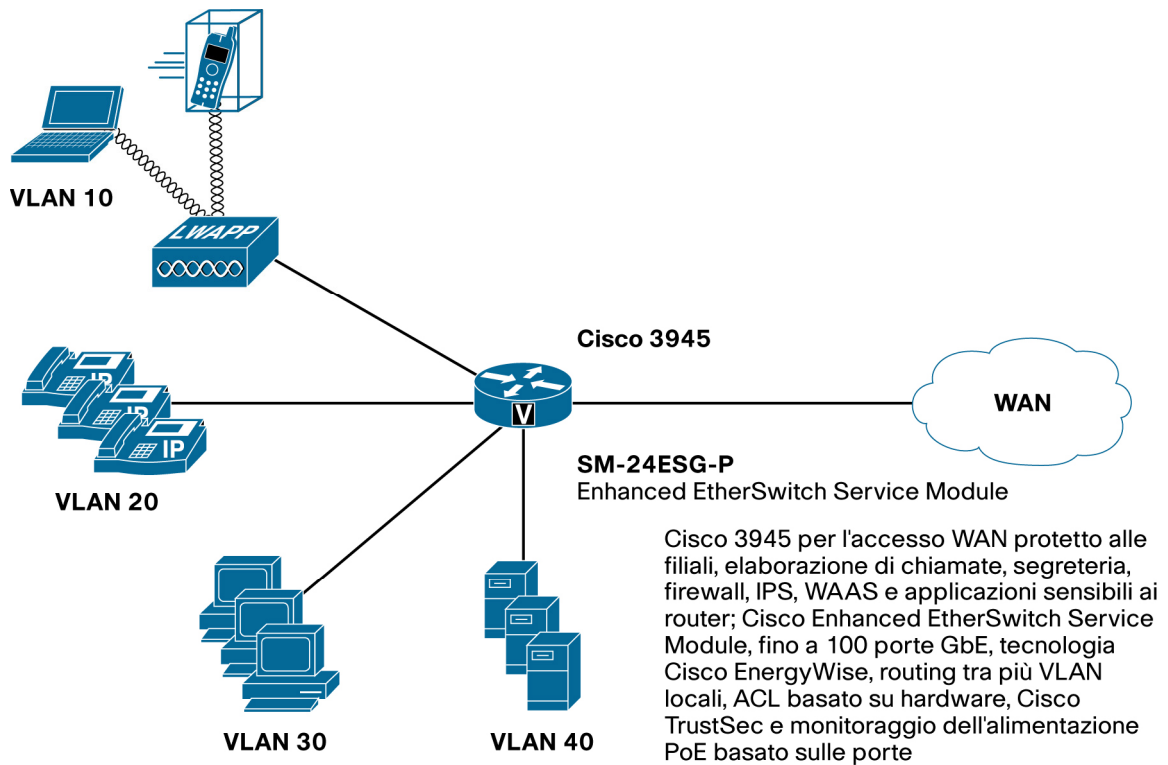 VLAN 10
LWAPP
Cisco 3945
IP
IP
IP
V
WAN
VLAN 20
SM-24ESG-P
Enhanced EtherSwitch Service Module
Cisco 3945 per l'accesso WAN protetto alle
filiali, elaborazione di chiamate, segreteria,
firewall, IPS, WAAS e applicazioni sensibili ai
router; Cisco Enhanced EtherSwitch Service
Module, fino a 100 porte GbE, tecnologia
Cisco EnergyWise, routing tra più VLAN
locali, ACL basato su hardware, Cisco
TrustSec e monitoraggio dell'alimentazione
PoE basato sulle porte
VLAN 30
VLAN 40